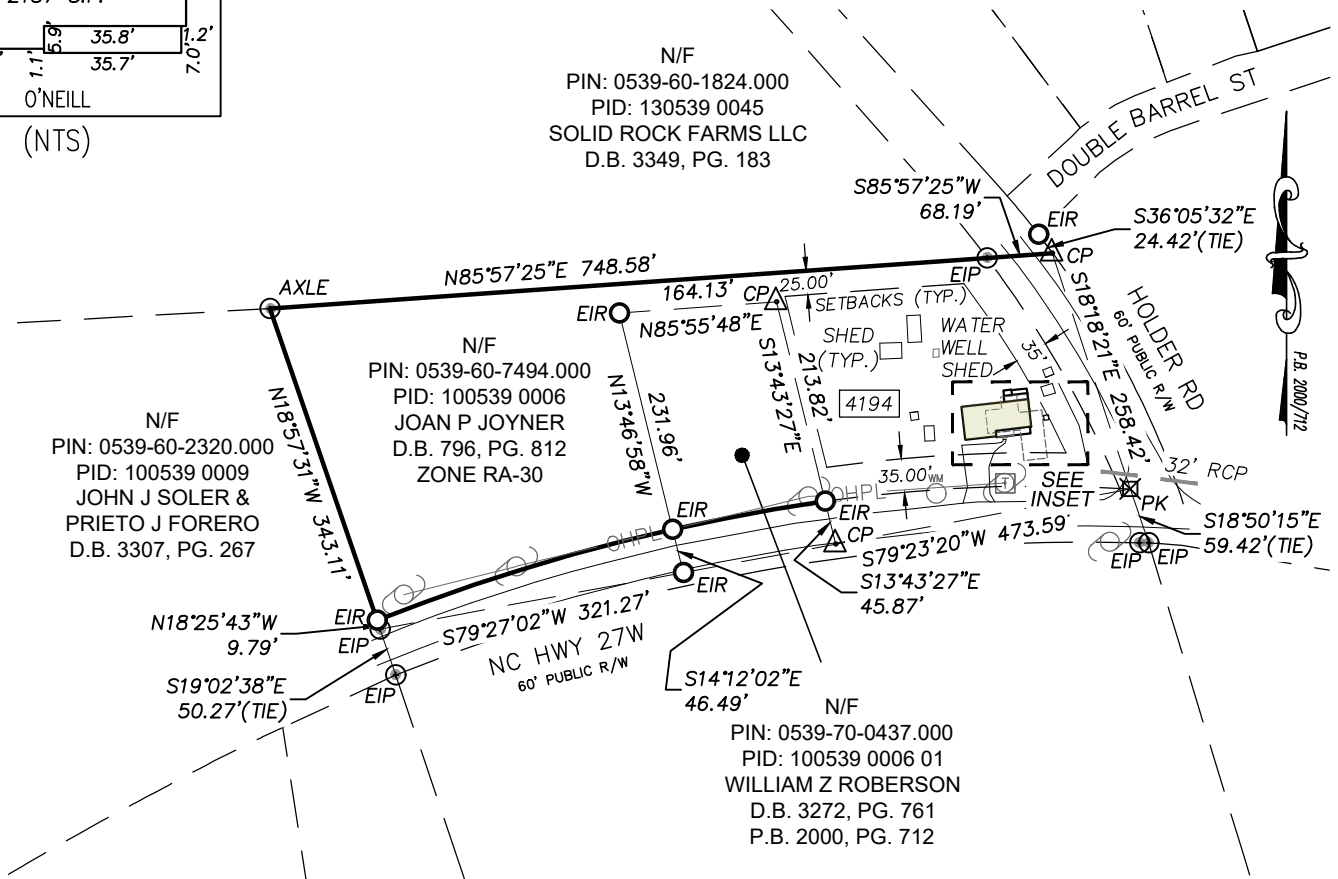 5.9'
35.8'
1.2'
1.1'
35.7'
7.0'
O'NEILL
(NTS)
N/F
PIN: 0539-60-1824.000
PID: 130539 0045
SOLID ROCK FARMS LLC
D.B. 3349, PG. 183
DOUBLE BARREL ST
S85°57'25"W
68.19'
EIR
S36°05'32"E
24.42'(TIE)
CP
EIP
AXLE
N85°57'25"E 748.58'
164.13'
CP
25.00'
EIR
N85°55'48"E
SETBACKS (TYP.)
SHED
(TYP.)
WATER
WELL
SHED
35'
S18°18'21"E 258.42'
HOLDER RD
60' PUBLIC R/W
P.B. 2000/712
N/F
PIN: 0539-60-7494.000
PID: 100539 0006
JOAN P JOYNER
D.B. 796, PG. 812
ZONE RA-30
N13°46'58"W
231.96'
S13°43'27"E
213.82'
4194
N/F
PIN: 0539-60-2320.000
PID: 100539 0009
JOHN J SOLER &
PRIETO J FORERO
D.B. 3307, PG. 267
N18°57'31"W 343.11'
35.00'
WM
T
SEE
INSET
32' RCP
PK
OHPL
OHPL
EIR
EIR
CP
S79°23'20"W 473.59'
S18°50'15"E
59.42'(TIE)
EIP
EIP
S13°43'27"E
45.87'
EIR
N18°25'43"W
9.79'
EIR
EIP
S79°27'02"W 321.27'
NC HWY 27W
60' PUBLIC R/W
S19°02'38"E
50.27'(TIE)
EIP
S14°12'02"E
46.49'
N/F
PIN: 0539-70-0437.000
PID: 100539 0006 01
WILLIAM Z ROBERSON
D.B. 3272, PG. 761
P.B. 2000, PG. 712